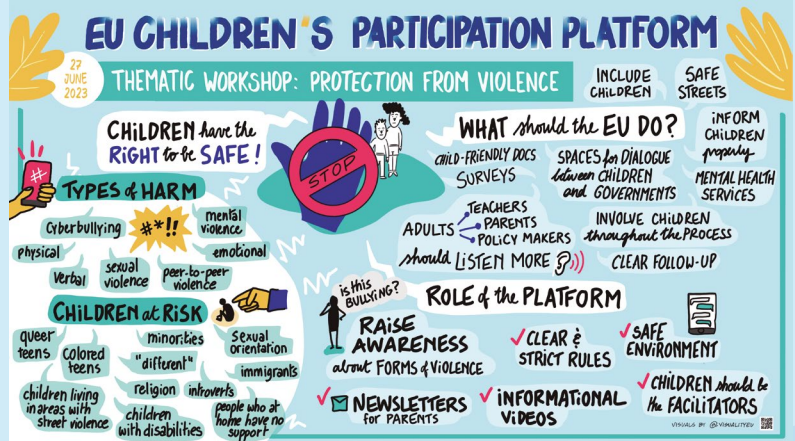 EU CHILDREN'S PARTICIPATION PLATFORM
27
JUNE
2023
THEMATIC WORKSHOP: PROTECTION FROM VIOLENCE
CHILDREN have the
RIGHT to be SAFE!
STOP
#
TYPES of HARM
Cyberbullying
#*!!
mental
violence
physical
emotional
Verbal
sexual
violence
peer-to-peer
violence
CHILDREN at RISK
queer
teens
Colored
teens
minorities
"different"
sexual
orientation
immigrants
children living
in areas with
street violence
religion
introverts
children
with disabilities
people who at
home have no
support
WHAT should the EU DO?
INCLUDE
CHILDREN
SAFE
STREETS
INFORM
CHILDREN
properly
CHILD-FRIENDLY DOCS
SURVEYS
SPACES for DIALOGUE
between CHILDREN
and GOVERNMENTS
MENTAL HEALTH
SERVICES
ADULTS
TEACHERS
PARENTS
POLICY MAKERS
should LISTEN MORE
INVOLVE CHILDREN
throughout the PROCESS
CLEAR FOLLOW-UP
is this
BULLYING?
ROLE of the PLATFORM
RAISE
AWARENESS
about FORMS of VIOLENCE
CLEAR &
STRICT RULES
SAFE
ENVIRONMENT
NEWSLETTERS
for PARENTS
INFORMATIONAL
VIDEOS
CHILDREN should be
the FACILITATORS
VISUALS BY @VISUALITYEU